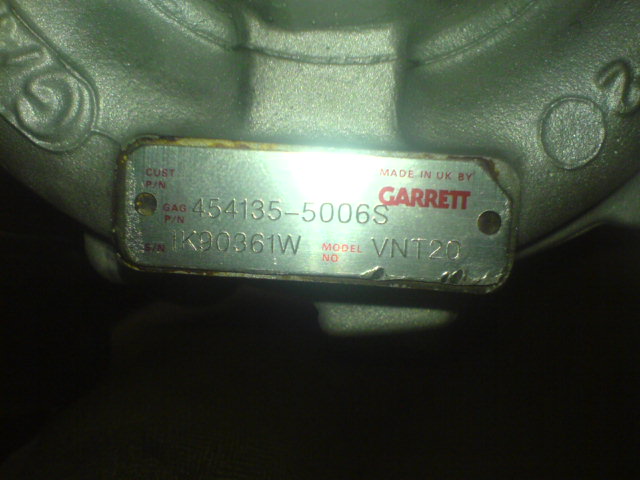 CUST P/N
MADE IN UK BY
GARRETT
GAG P/N 454135-5006S
S/N 1K90361W MODEL NO VNT20